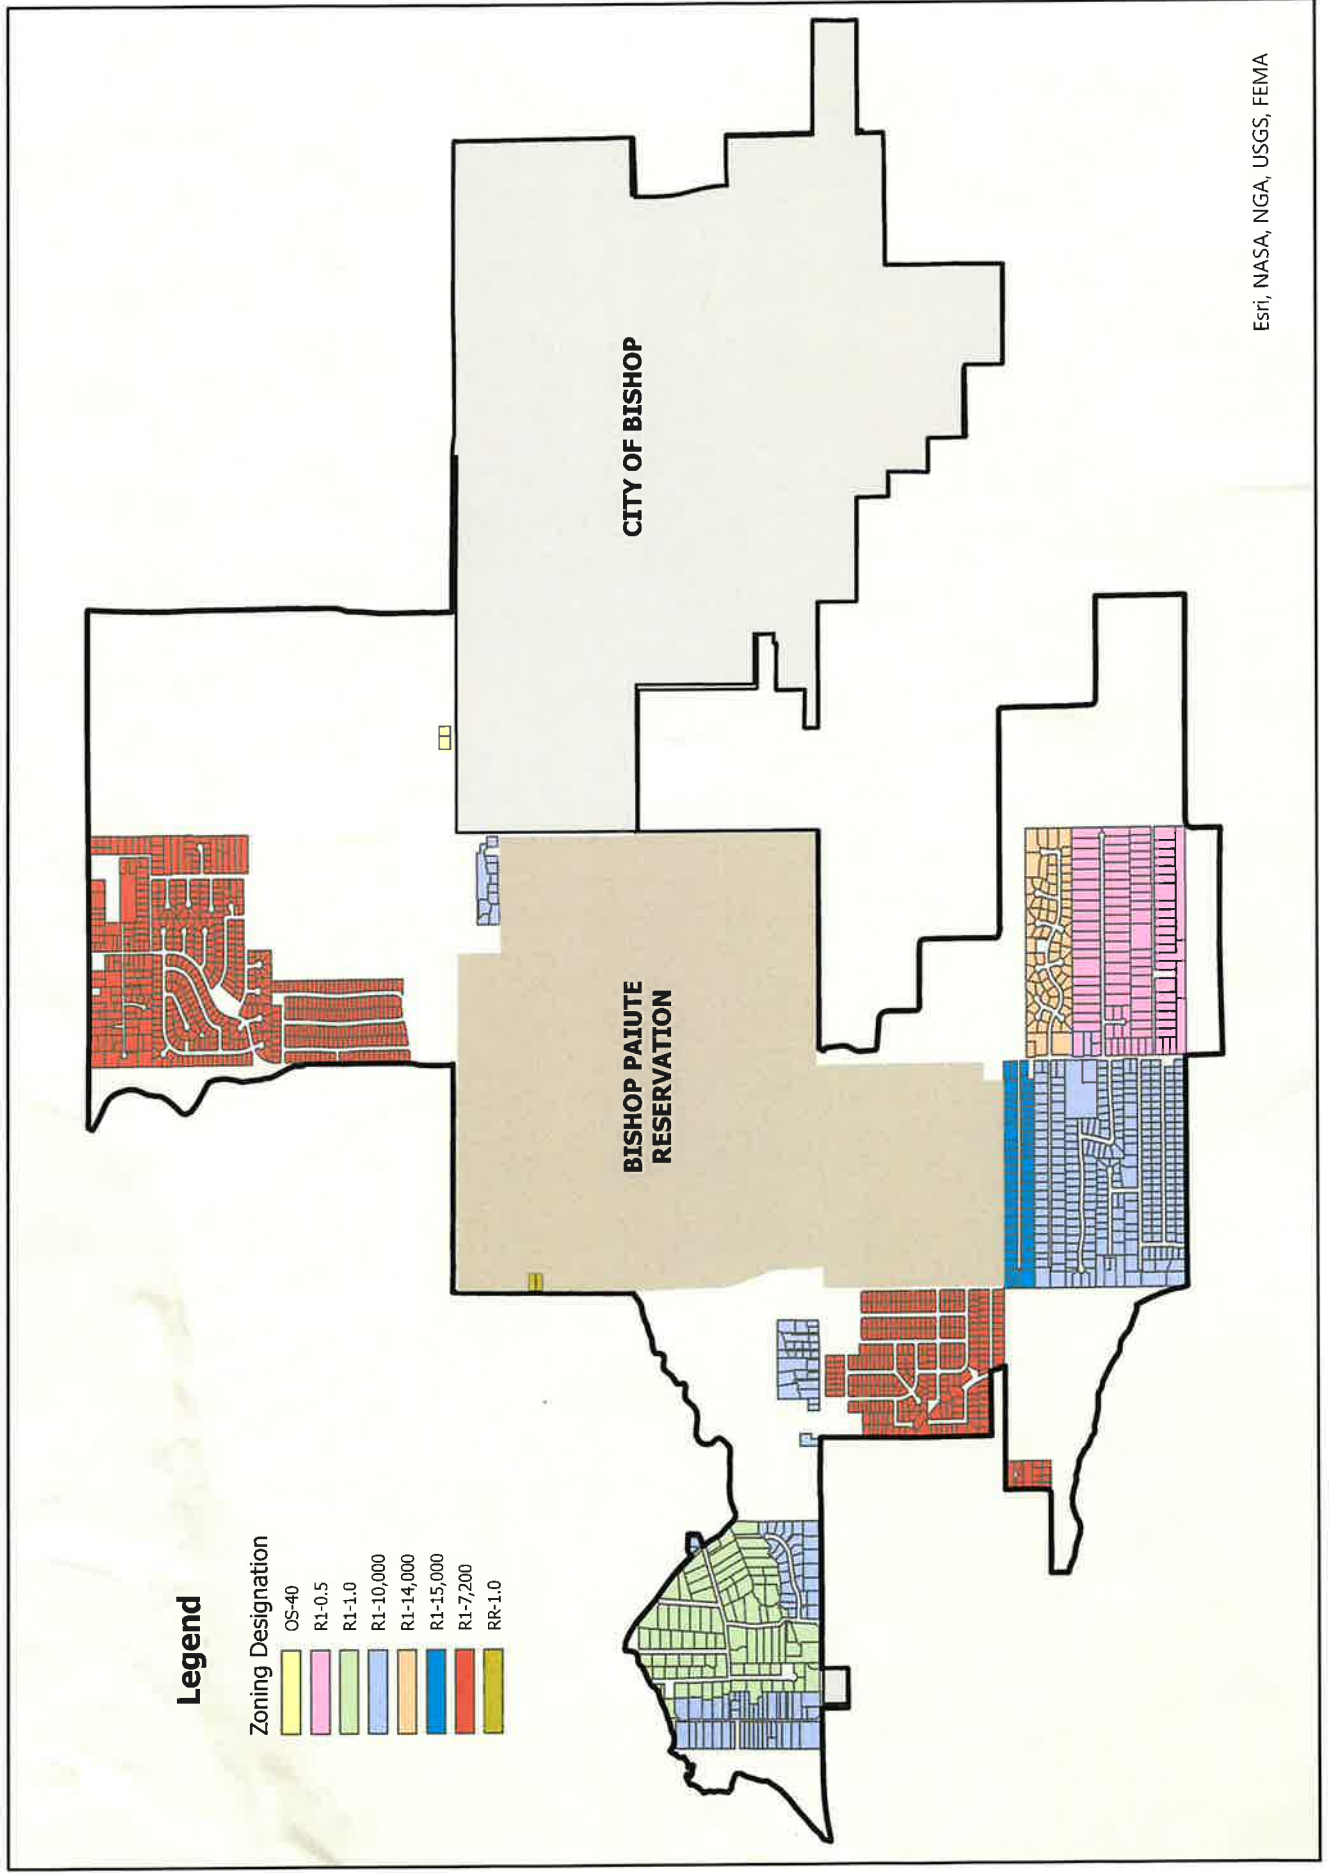 Legend
Zoning Designation
OS-40
R1-0.5
R1-1.0
R1-10,000
R1-14,000
R1-15,000
R1-7,200
RR-1.0
CITY OF BISHOP
BISHOP PAIUTE
RESERVATION
Esri, NASA, NGA, USGS, FEMA